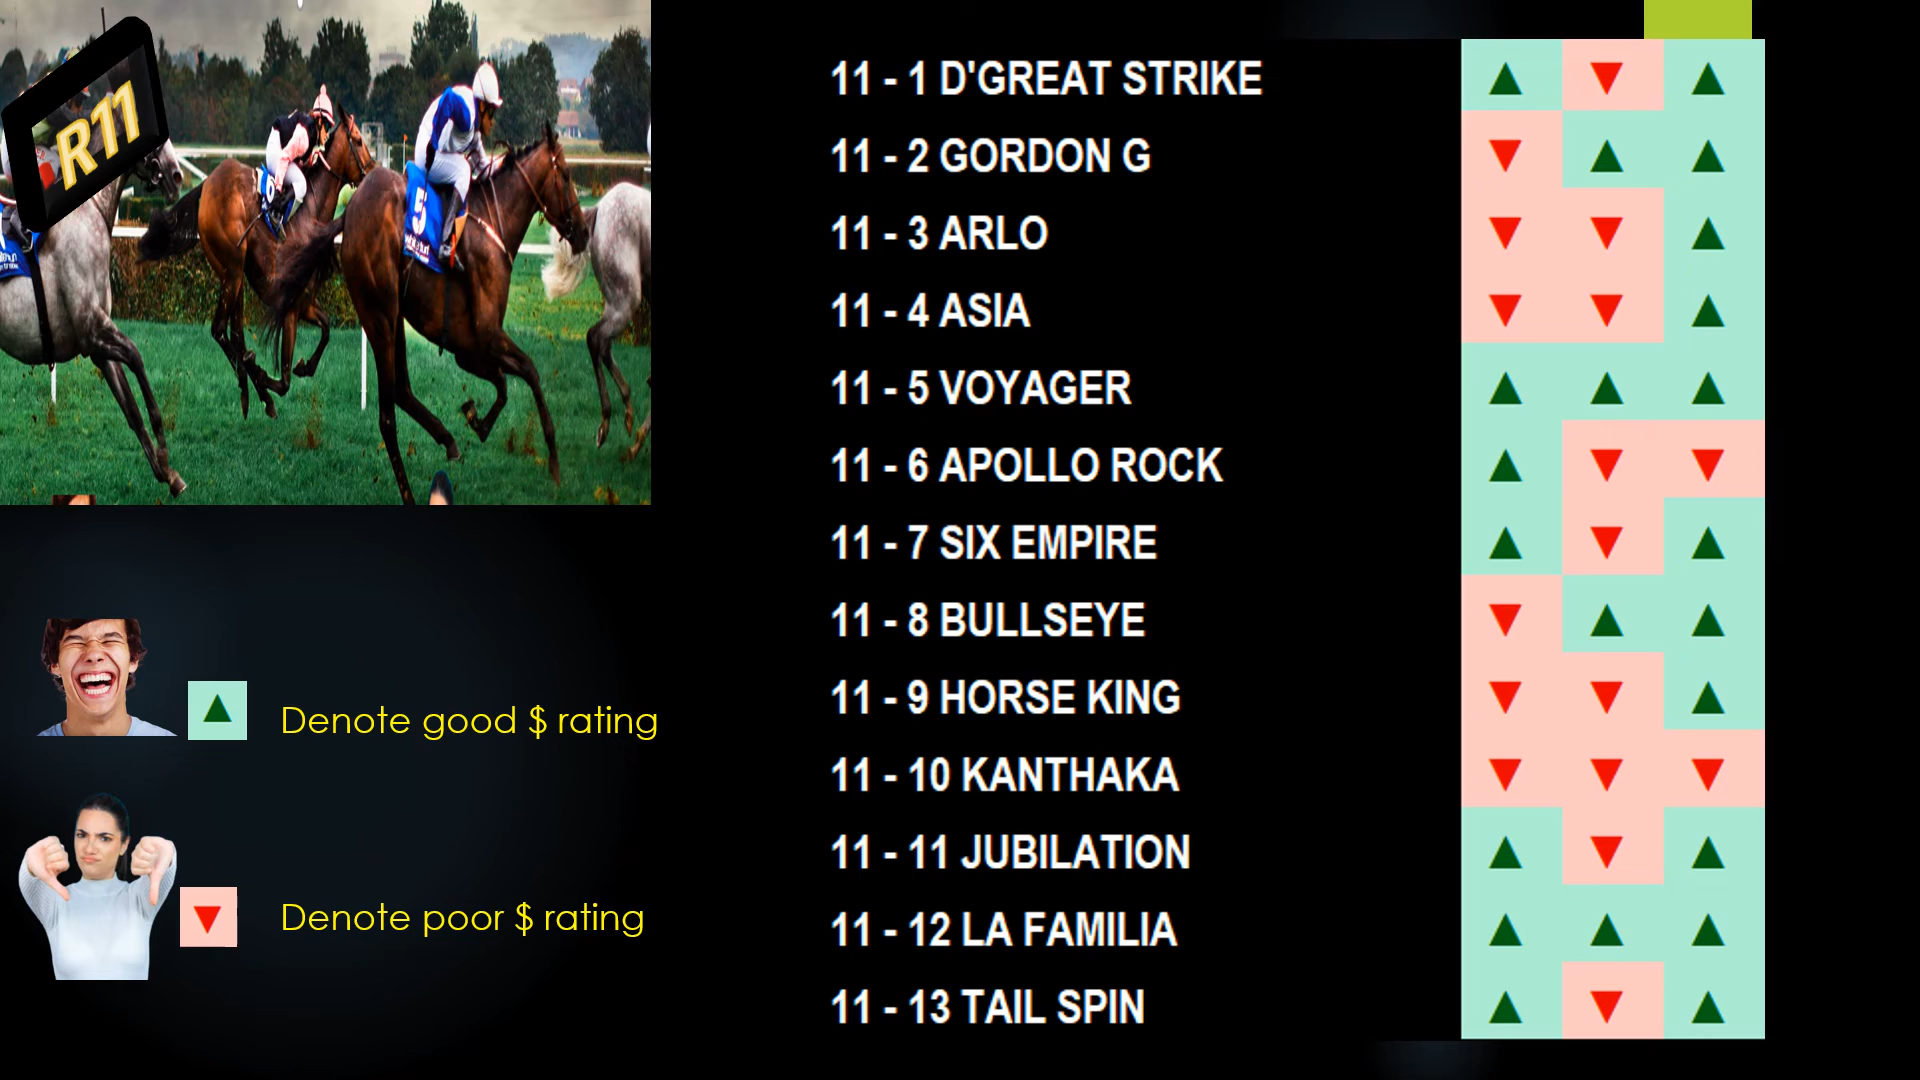 R11
5
11 - 1 D'GREAT STRIKE
11 - 2 GORDON G
11 - 3 ARLO
11 - 4 ASIA
11 - 5 VOYAGER
11 - 6 APOLLO ROCK
11 - 7 SIX EMPIRE
11 - 8 BULLSEYE
11 - 9 HORSE KING
11 - 10 KANTHAKA
11 - 11 JUBILATION
11 - 12 LA FAMILIA
11 - 13 TAIL SPIN
Denote good $ rating
Denote poor $ rating